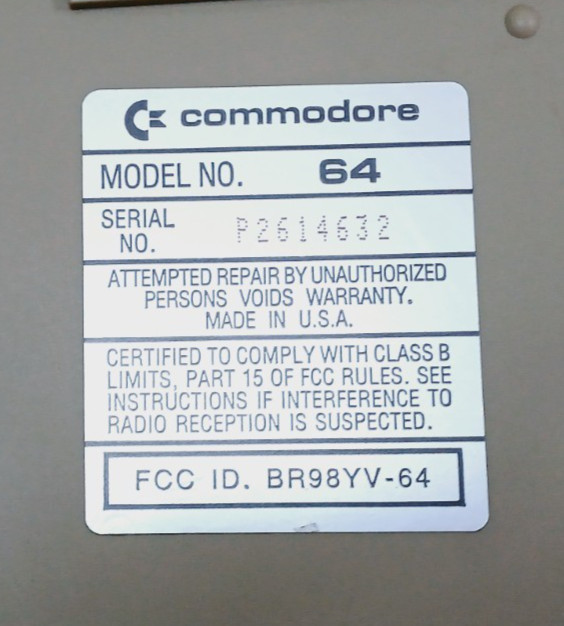 commodore
MODEL NO. 64
SERIAL NO. P2614632
ATTEMPTED REPAIR BY UNAUTHORIZED
PERSONS VOIDS WARRANTY.
MADE IN U.S.A.
CERTIFIED TO COMPLY WITH CLASS B
LIMITS, PART 15 OF FCC RULES. SEE
INSTRUCTIONS IF INTERFERENCE TO
RADIO RECEPTION IS SUSPECTED.
FCC ID. BR98YV-64